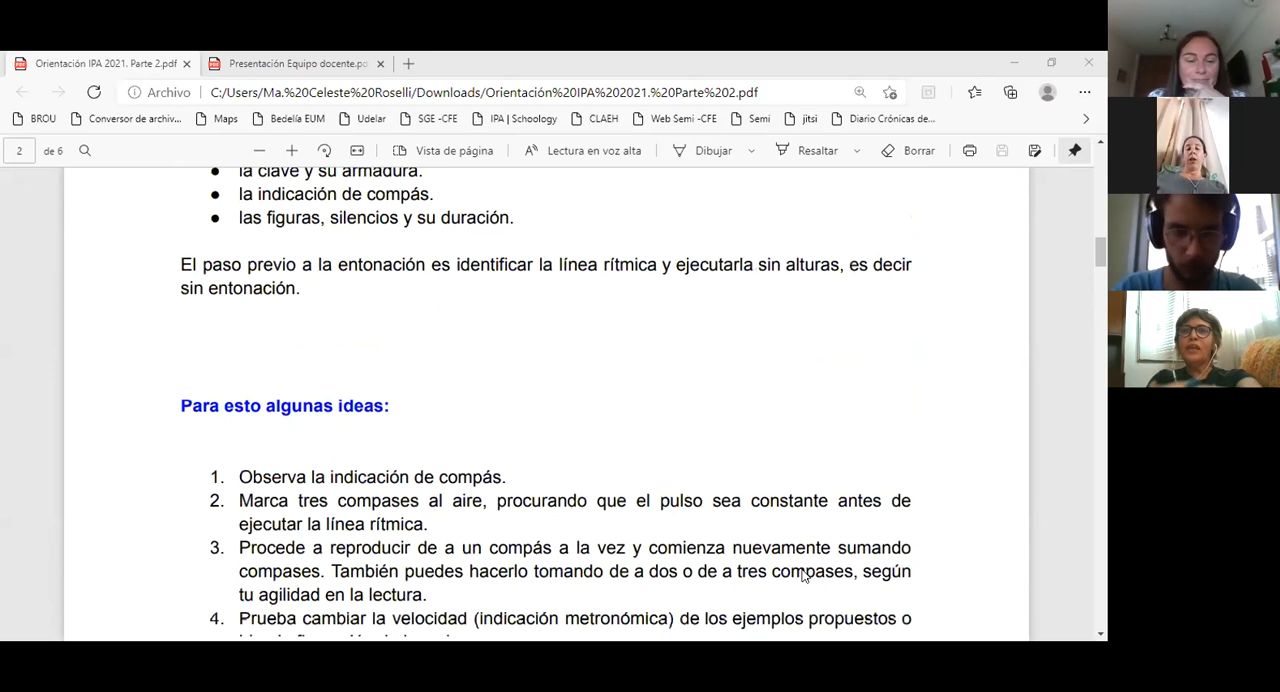 Orientación IPA 2021. Parte 2.pdf
Presentación Equipo docente.pd
Archivo
C:/Users/Ma.%20Celeste%20Roselli/Downloads/Orientación%20IPA%202021.%20Parte%202.pdf
BROU
Conversor de archiv...
Maps
Bedelía EUM
Udelar
SGE -CFE
IPA | Schoology
CLAEH
Web Semi -CFE
Semi
jitsi
Diario Crónicas de...
2 de 6
Vista de página
Lectura en voz alta
Dibujar
Resaltar
Borrar
● la clave y su armadura.
● la indicación de compás.
● las figuras, silencios y su duración.
El paso previo a la entonación es identificar la línea rítmica y ejecutarla sin alturas, es decir
sin entonación.
Para esto algunas ideas:
1. Observa la indicación de compás.
2. Marca tres compases al aire, procurando que el pulso sea constante antes de
ejecutar la línea rítmica.
3. Procede a reproducir de a un compás a la vez y comienza nuevamente sumando
compases. También puedes hacerlo tomando de a dos o de a tres compases, según
tu agilidad en la lectura.
4. Prueba cambiar la velocidad (indicación metronómica) de los ejemplos propuestos o